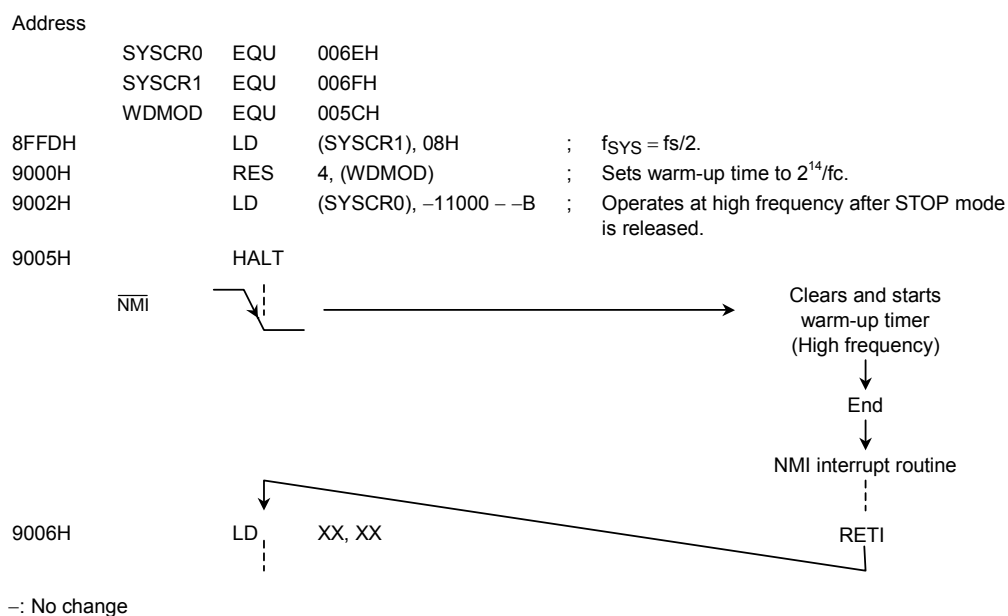 Address
SYSCR0 EQU 006EH
SYSCR1 EQU 006FH
WDMOD EQU 005CH
8FFDH LD (SYSCR1), 08H ; fSYS = fs/2.
9000H RES 4, (WDMOD) ; Sets warm-up time to 2¹⁴/fc.
9002H LD (SYSCR0), −11000 − −B ; Operates at high frequency after STOP mode
is released.
9005H HALT
N̅M̅I̅
Clears and starts
warm-up timer
(High frequency)
End
NMI interrupt routine
9006H LD XX, XX RETI
−: No change